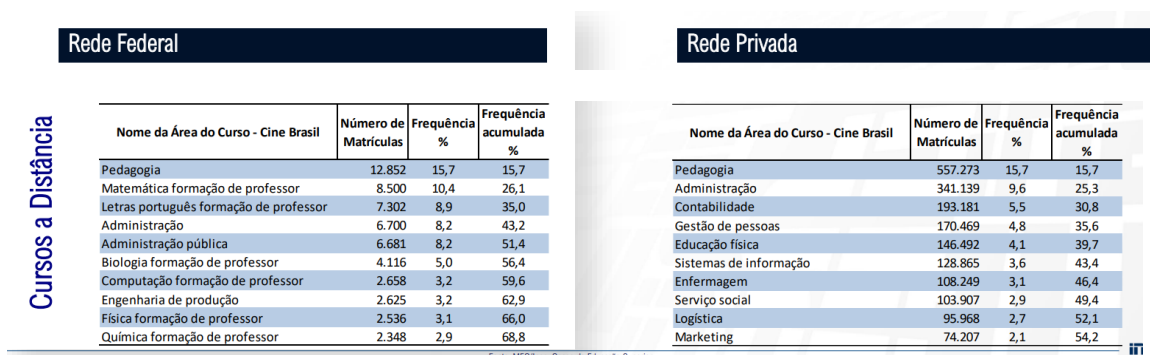 Rede Federal
Cursos a Distância
Nome da Área do Curso - Cine Brasil Número de Matrículas Frequência % Frequência acumulada %
Pedagogia 12.852 15,7 15,7
Matemática formação de professor 8.500 10,4 26,1
Letras português formação de professor 7.302 8,9 35,0
Administração 6.700 8,2 43,2
Administração pública 6.681 8,2 51,4
Biologia formação de professor 4.116 5,0 56,4
Computação formação de professor 2.658 3,2 59,6
Engenharia de produção 2.625 3,2 62,9
Física formação de professor 2.536 3,1 66,0
Química formação de professor 2.348 2,9 68,8
Rede Privada
Nome da Área do Curso - Cine Brasil Número de Matrículas Frequência % Frequência acumulada %
Pedagogia 557.273 15,7 15,7
Administração 341.139 9,6 25,3
Contabilidade 193.181 5,5 30,8
Gestão de pessoas 170.469 4,8 35,6
Educação física 146.492 4,1 39,7
Sistemas de informação 128.865 3,6 43,4
Enfermagem 108.249 3,1 46,4
Serviço social 103.907 2,9 49,4
Logística 95.968 2,7 52,1
Marketing 74.207 2,1 54,2